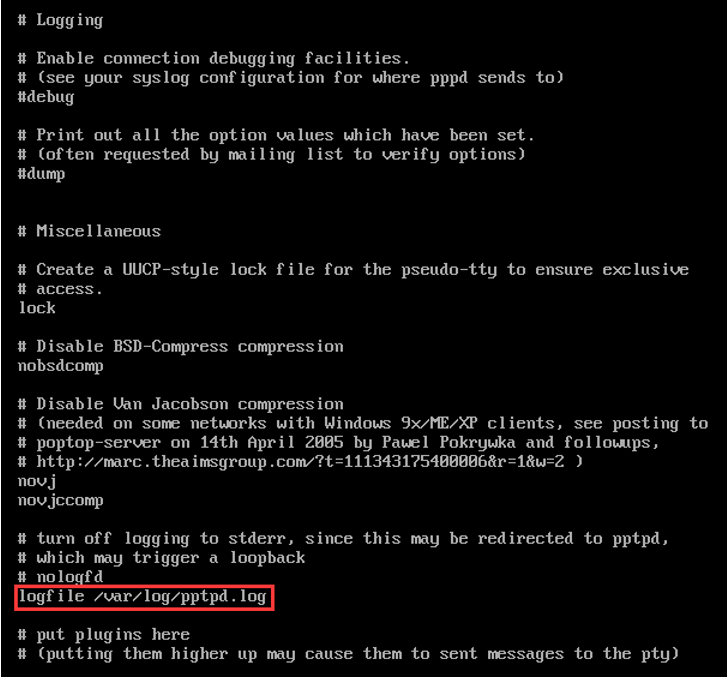 # Logging
# Enable connection debugging facilities.
# (see your syslog configuration for where pppd sends to)
#debug
# Print out all the option values which have been set.
# (often requested by mailing list to verify options)
#dump
# Miscellaneous
# Create a UUCP-style lock file for the pseudo-tty to ensure exclusive
# access.
lock
# Disable BSD-Compress compression
nobsdcomp
# Disable Van Jacobson compression
# (needed on some networks with Windows 9x/ME/XP clients, see posting to
# poptop-server on 14th April 2005 by Pawel Pokrywka and followups,
# http://marc.theaimsgroup.com/?t=111343175400006&r=1&w=2 )
novj
novjccomp
# turn off logging to stderr, since this may be redirected to pptpd,
# which may trigger a loopback
# nologfd
logfile /var/log/pptpd.log
# put plugins here
# (putting them higher up may cause them to sent messages to the pty)